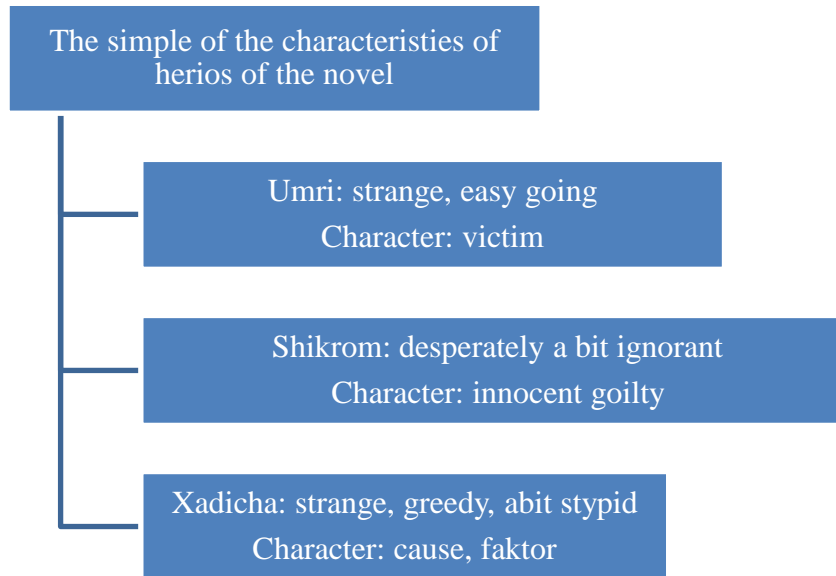 The simple of the characteristies of
herios of the novel
Umri: strange, easy going
Character: victim
Shikrom: desperately a bit ignorant
Character: innocent goilty
Xadicha: strange, greedy, abit stypid
Character: cause, faktor